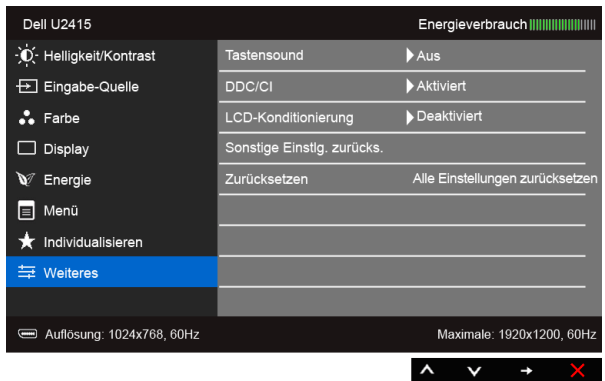 Dell U2415 Energieverbrauch
Helligkeit/Kontrast Tastensound Aus
Eingabe-Quelle DDC/CI Aktiviert
Farbe LCD-Konditionierung Deaktiviert
Display Sonstige Einstlg. zurücks.
Energie Zurücksetzen Alle Einstellungen zurücksetzen
Menü
Individualisieren
Weiteres
Auflösung: 1024x768, 60Hz Maximale: 1920x1200, 60Hz